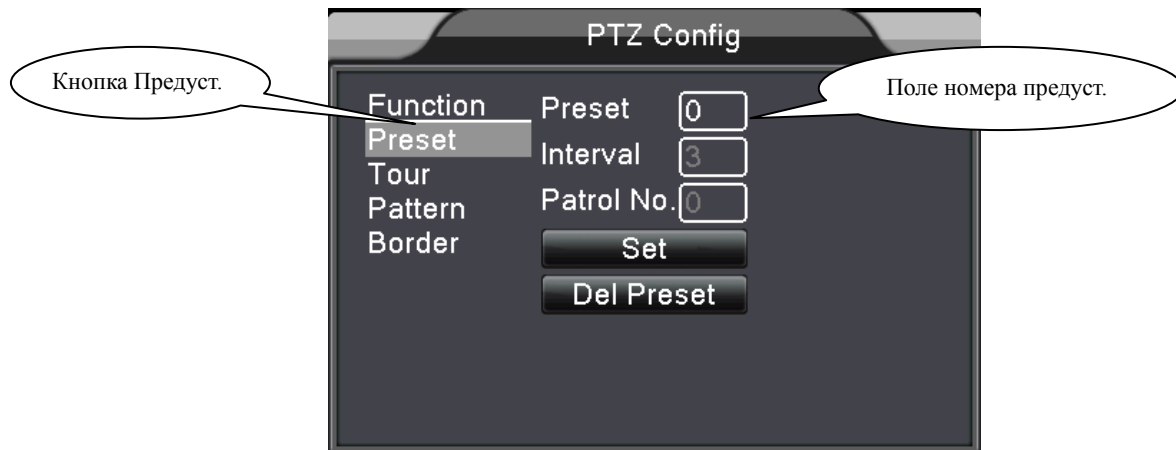 PTZ Config
Кнопка Предуст.
Поле номера предуст.
Function
Preset
Tour
Pattern
Border
Preset 0
Interval 3
Patrol No. 0
Set
Del Preset